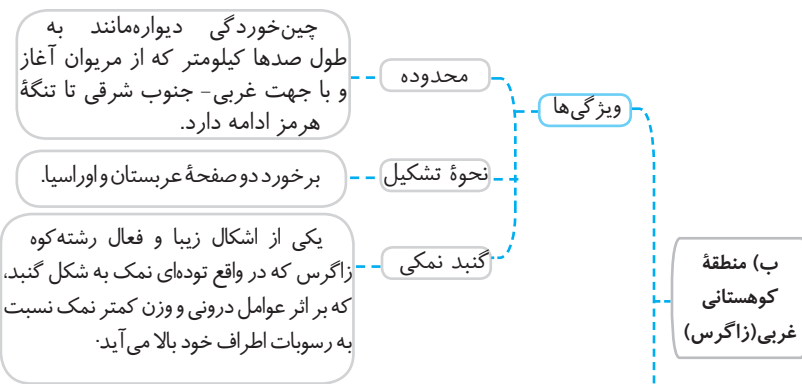 ب) منطقهٔ
کوهستانی
غربی(زاگرس)
ویژگی‌ها
محدوده
چین‌خوردگی دیواره‌مانند به
طول صدها کیلومتر که از مریوان آغاز
و با جهت غربی- جنوب شرقی تا تنگهٔ
هرمز ادامه دارد.
نحوهٔ تشکیل
برخورد دو صفحهٔ عربستان و اوراسیا.
گنبد نمکی
یکی از اشکال زیبا و فعال رشته‌کوه
زاگرس که در واقع توده‌ای نمک به شکل گنبد،
که بر اثر عوامل درونی و وزن کمتر نمک نسبت
به رسوبات اطراف خود بالا می‌آید.